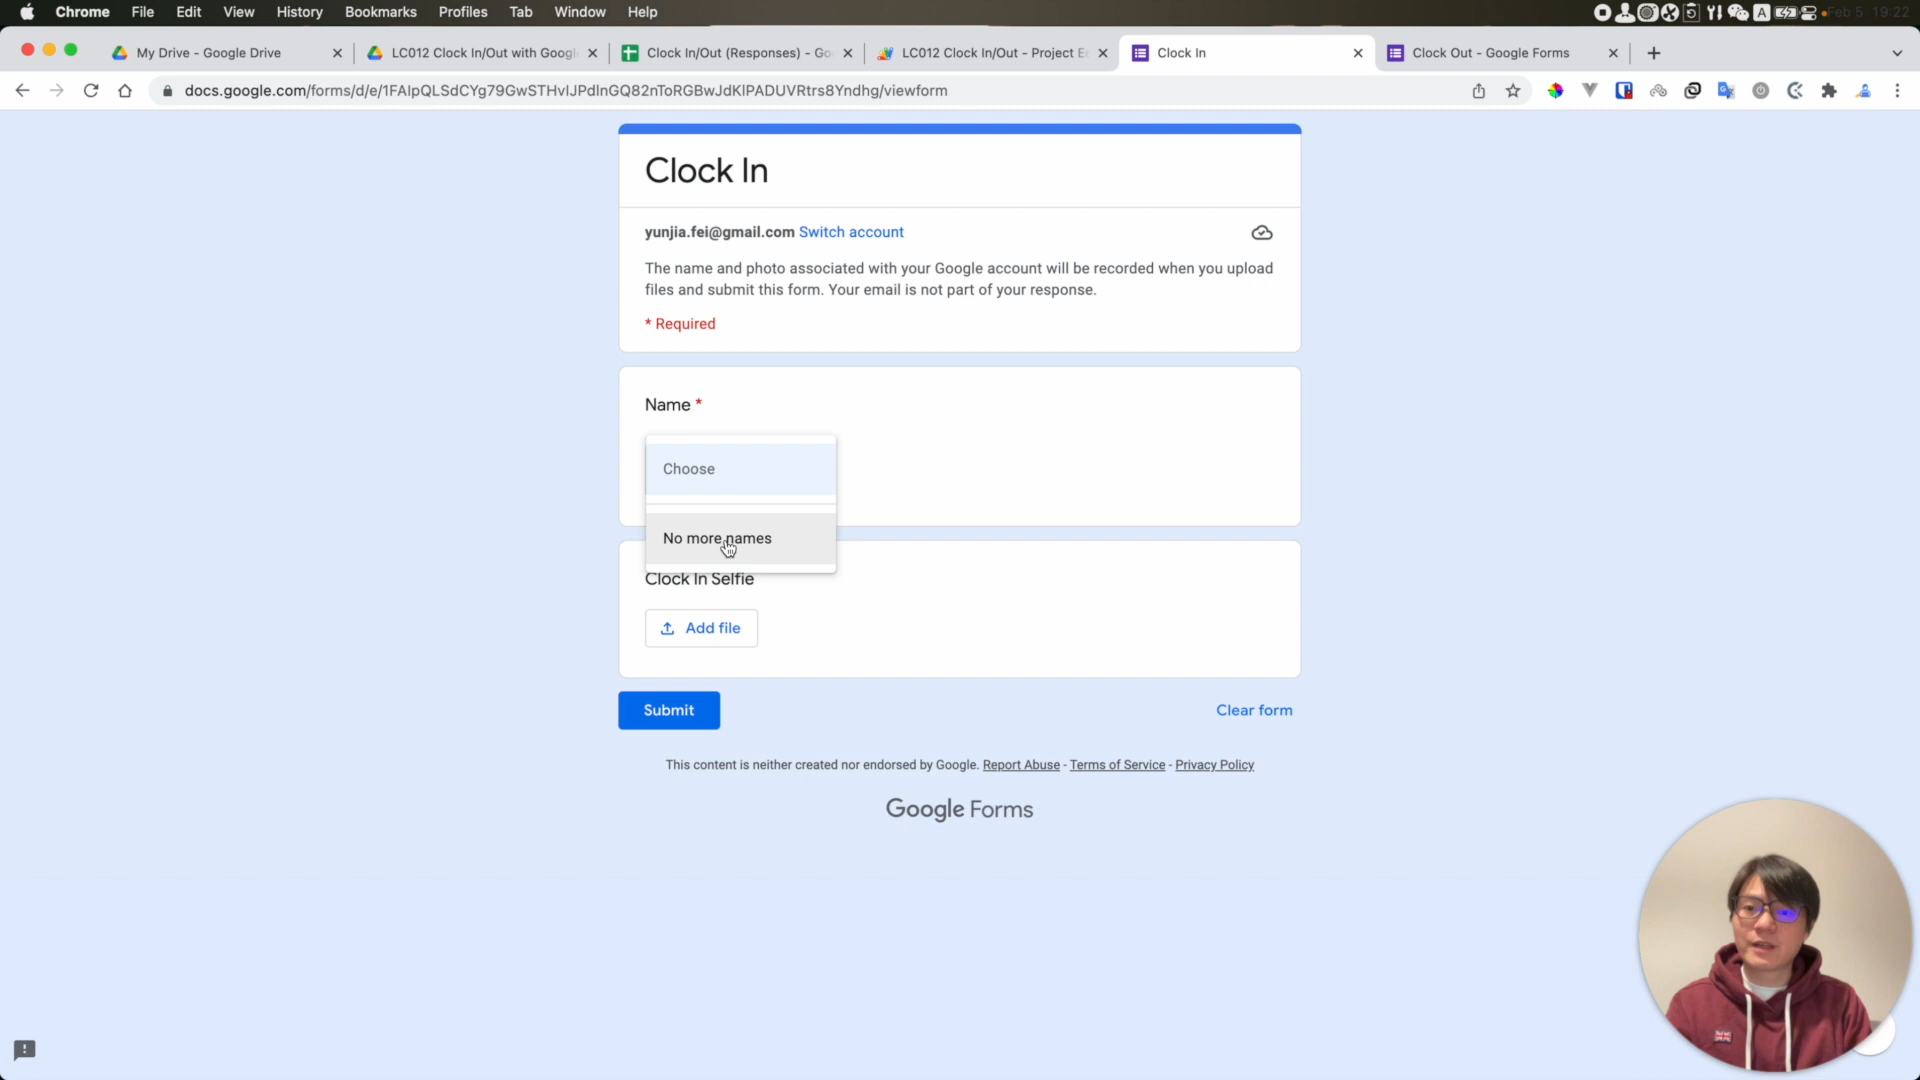 Chrome File Edit View History Bookmarks Profiles Tab Window Help
A
Feb 5 19:22
My Drive - Google Drive
LC012 Clock In/Out with Googl
Clock In/Out (Responses) - Go
LC012 Clock In/Out - Project E
Clock In
Clock Out - Google Forms
docs.google.com/forms/d/e/1FAIpQLSdCYg79GwSTHvIJPdlnGQ82nToRGBwJdKlPADUVRtrs8Yndhg/viewform
Clock In
yunjia.fei@gmail.com Switch account
The name and photo associated with your Google account will be recorded when you upload
files and submit this form. Your email is not part of your response.
* Required
Name *
Choose
No more names
Clock In Selfie
Add file
Submit
Clear form
This content is neither created nor endorsed by Google. Report Abuse - Terms of Service - Privacy Policy
Google Forms